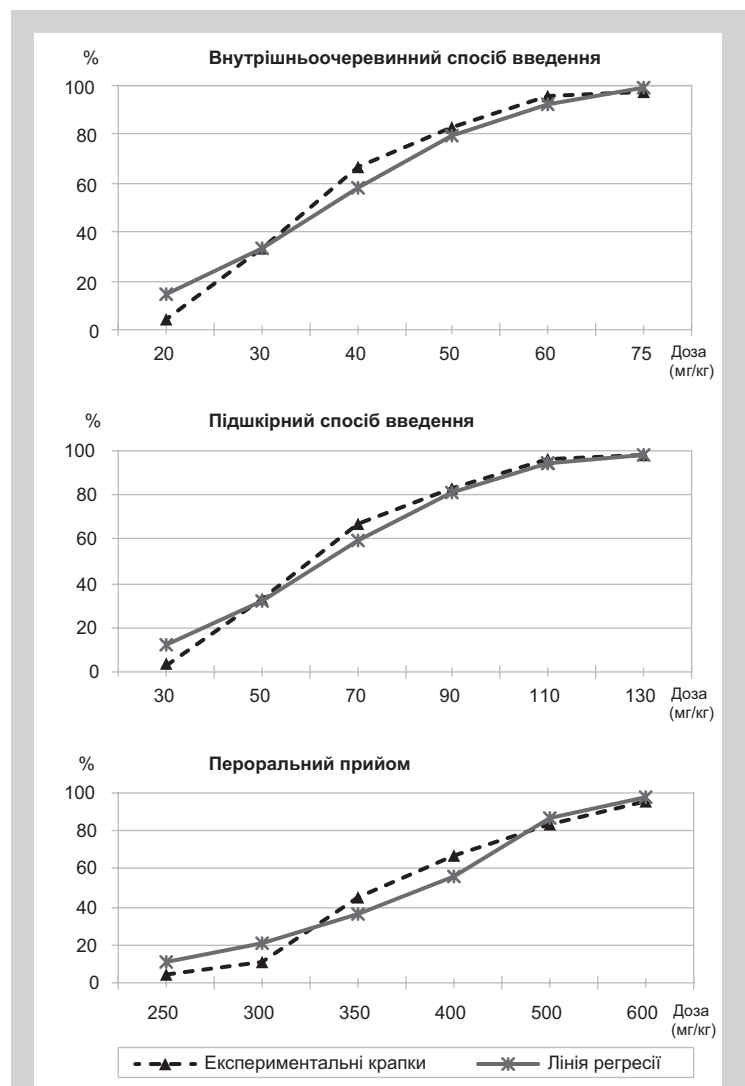 % Внутрішньоочеревинний спосіб введення
100
80
60
40
20
0
20 30 40 50 60 75 Доза
(мг/кг)
% Підшкірний спосіб введення
100
80
60
40
20
0
30 50 70 90 110 130 Доза
(мг/кг)
% Пероральний прийом
100
80
60
40
20
0
250 300 350 400 500 600 Доза
(мг/кг)
Експериментальні крапки Лінія регресії